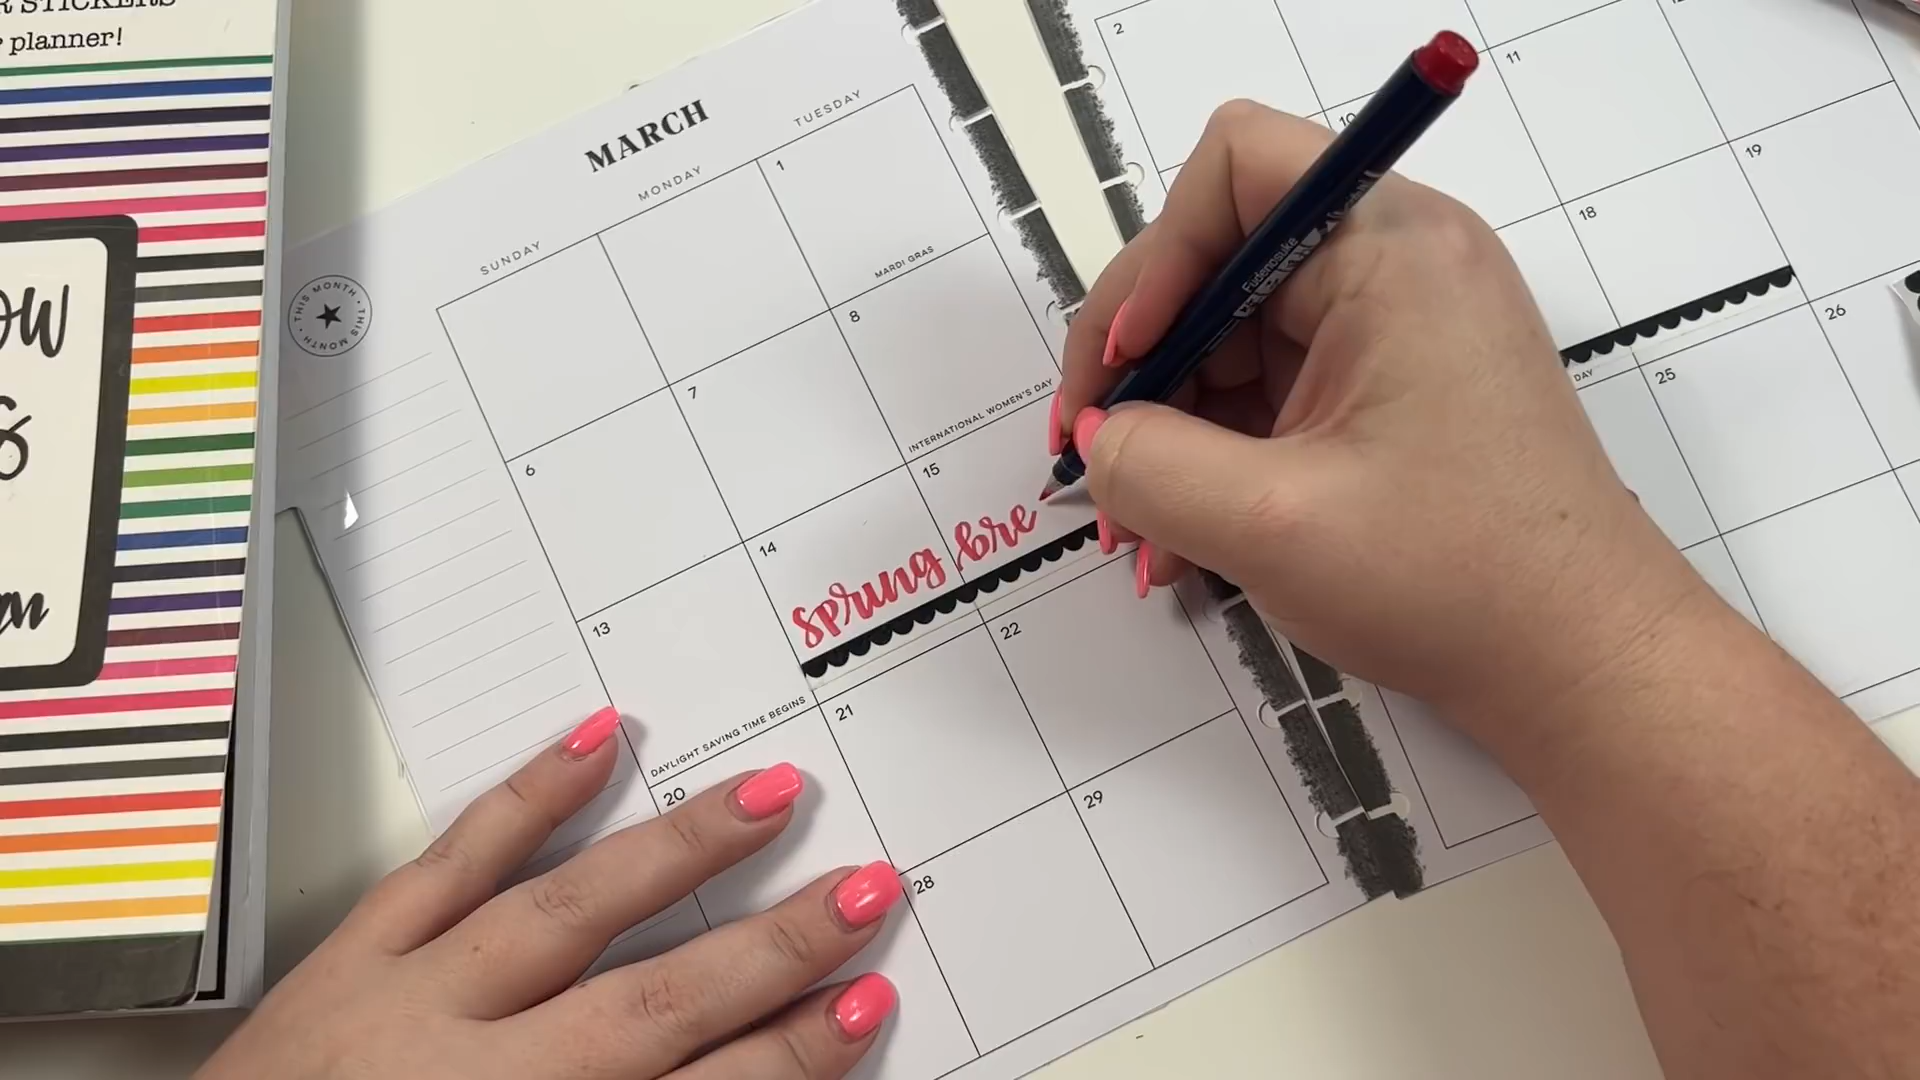 STICKERS
planner!
MARCH
SUNDAY
MONDAY
TUESDAY
THIS MONTH • THIS MONTH •
1
MARDI GRAS
6
7
8
INTERNATIONAL WOMEN'S DAY
13
DAYLIGHT SAVING TIME BEGINS
14
15
spring bre
20
21
22
28
29
2
10
11
18
19
DAY
25
26
Fudenosuke